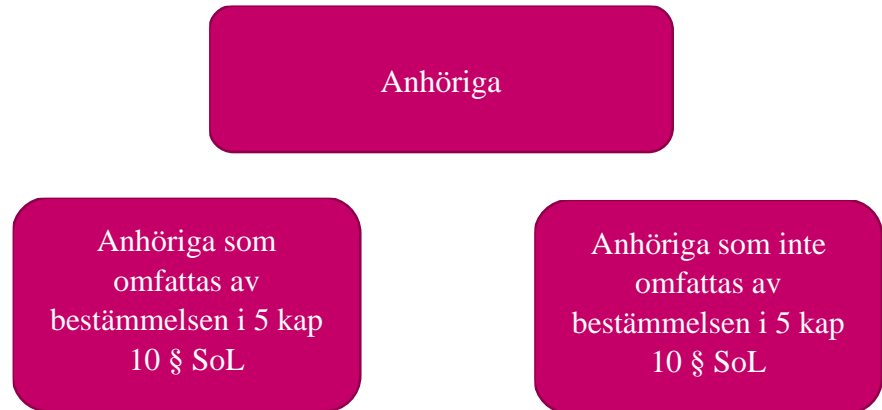 Anhöriga
Anhöriga som
omfattas av
bestämmelsen i 5 kap
10 § SoL
Anhöriga som inte
omfattas av
bestämmelsen i 5 kap
10 § SoL